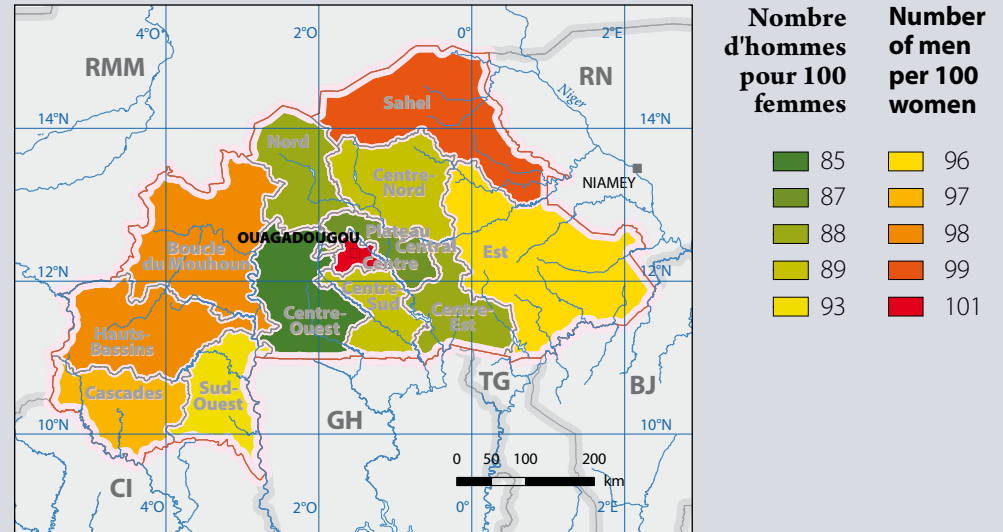 4°O
2°O
0°
2°E
RMM
RN
Niger
Sahel
14°N
14°N
Nord
Centre-
Nord
NIAMEY
OUAGADOUGOU
Plateau
Central
Boude
du Mouhoun
Centre
Est
12°N
12°N
Centre-
Sud
Centre-
Ouest
Centre-
Est
Hauts-
Bassins
Cascades
Sud-
Ouest
TG
BJ
GH
10°N
10°N
CI
0 50 100 200
km
4°O
2°O
0°
2°
Nombre
d'hommes
pour 100
femmes
Number
of men
per 100
women
85
87
88
89
93
96
97
98
99
101